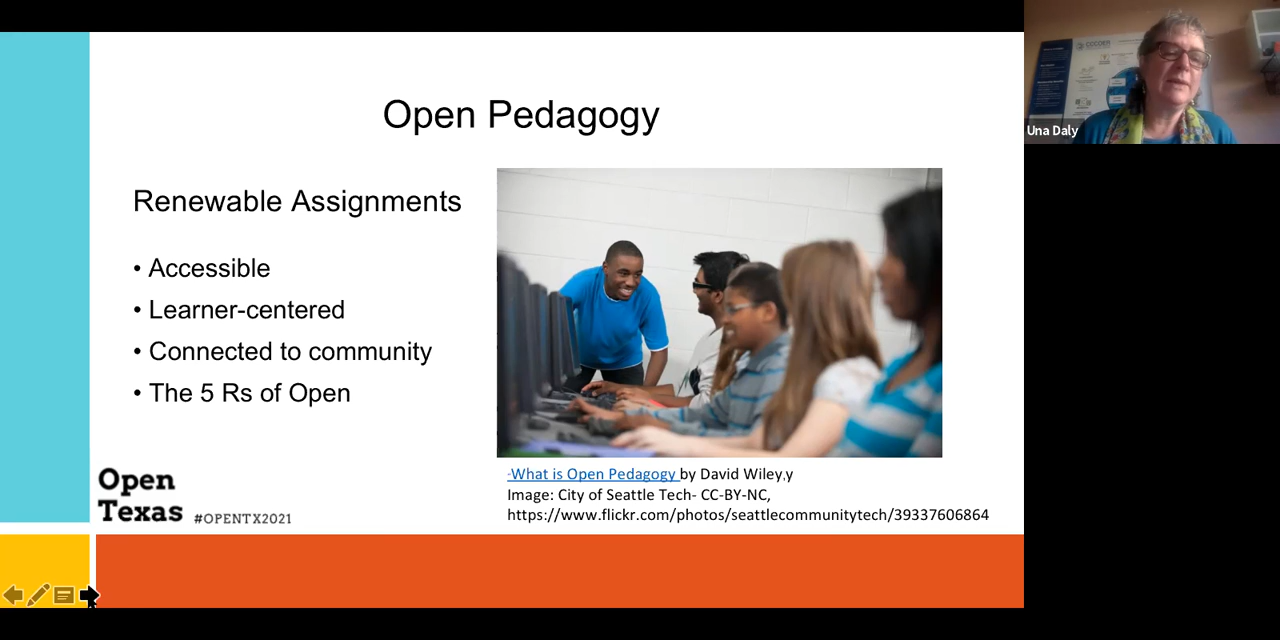 Open Pedagogy
Renewable Assignments
• Accessible
• Learner-centered
• Connected to community
• The 5 Rs of Open
What is Open Pedagogy by David Wiley.y
Image: City of Seattle Tech- CC-BY-NC,
https://www.flickr.com/photos/seattlecommunitytech/39337606864
Open
Texas #OPENTX2021
Una Daly